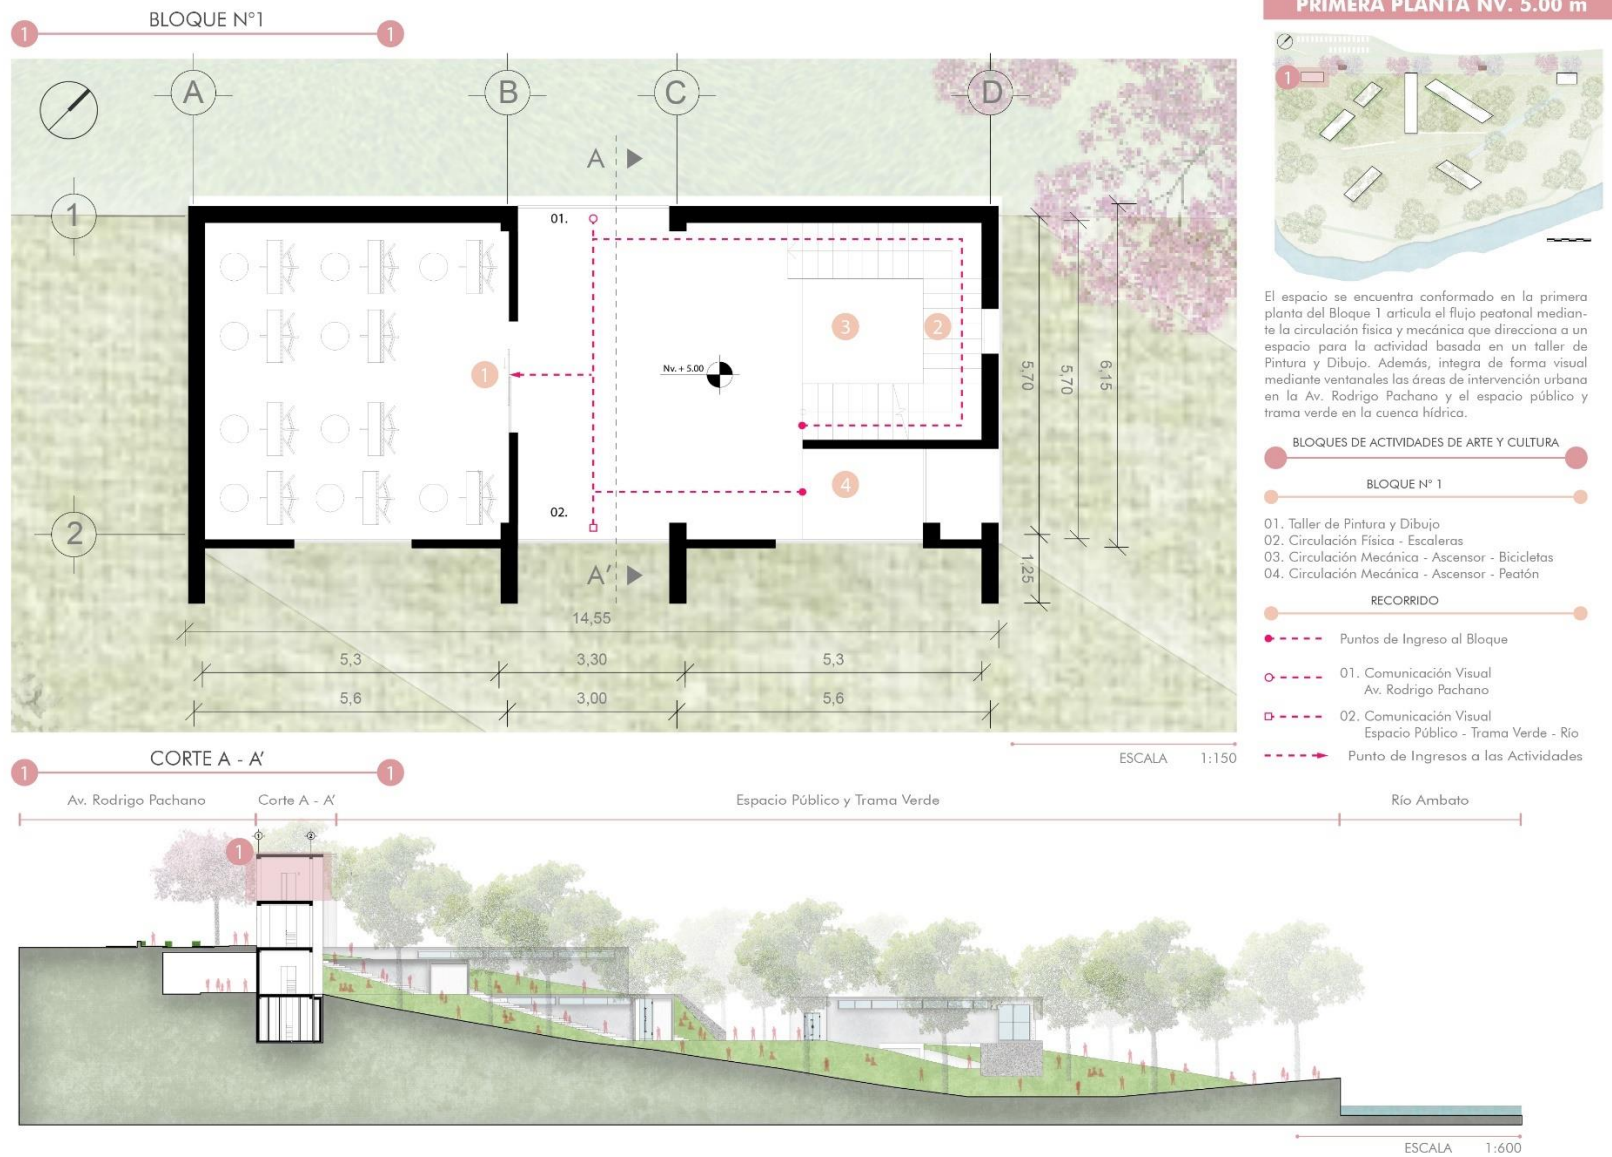 BLOQUE N°1
1
1
PRIMERA PLANTA NV. 5.00 m
A
B
C
D
1
2
A
01.
1
Nv. + 5.00
3
2
4
02.
A'
5,70
5,70
6,15
1,25
14,55
5,3
3,30
5,3
5,6
3,00
5,6
ESCALA 1:150
1
El espacio se encuentra conformado en la primera
planta del Bloque 1 articula el flujo peatonal median-
te la circulación fisica y mecánica que direcciona a un
espacio para la actividad basada en un taller de
Pintura y Dibujo. Además, integra de forma visual
mediante ventanales las áreas de intervención urbana
en la Av. Rodrigo Pachano y el espacio público y
trama verde en la cuenca hídrica.
BLOQUES DE ACTIVIDADES DE ARTE Y CULTURA
BLOQUE N° 1
01. Taller de Pintura y Dibujo
02. Circulación Física - Escaleras
03. Circulación Mecánica - Ascensor - Bicicletas
04. Circulación Mecánica - Ascensor - Peatón
RECORRIDO
Puntos de Ingreso al Bloque
01. Comunicación Visual
Av. Rodrigo Pachano
02. Comunicación Visual
Espacio Público - Trama Verde - Río
Punto de Ingresos a las Actividades
CORTE A - A'
1
1
Av. Rodrigo Pachano
Corte A - A'
Espacio Público y Trama Verde
Río Ambato
1
1
2
ESCALA 1:600